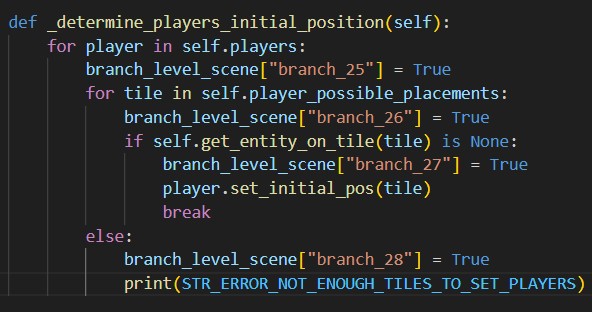 def _determine_players_initial_position(self):
    for player in self.players:
        branch_level_scene["branch_25"] = True
        for tile in self.player_possible_placements:
            branch_level_scene["branch_26"] = True
            if self.get_entity_on_tile(tile) is None:
                branch_level_scene["branch_27"] = True
                player.set_initial_pos(tile)
                break
        else:
            branch_level_scene["branch_28"] = True
            print(STR_ERROR_NOT_ENOUGH_TILES_TO_SET_PLAYERS)